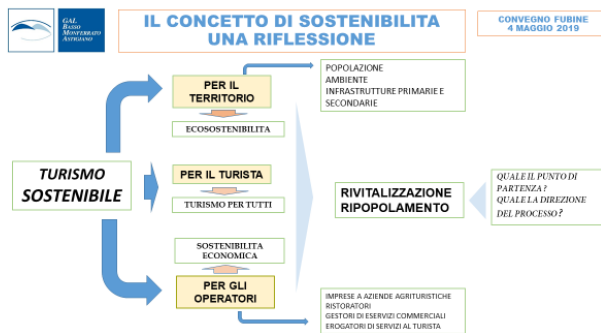 GAL
BASSO
MONFERRATO
ASTIGIANO
IL CONCETTO DI SOSTENIBILITA
UNA RIFLESSIONE
CONVEGNO FUBINE
4 MAGGIO 2019
PER IL
TERRITORIO
POPOLAZIONE
AMBIENTE
INFRASTRUTTURE PRIMARIE E
SECONDARIE
ECOSOSTENIBILITA
TURISMO
SOSTENIBILE
PER IL TURISTA
TURISMO PER TUTTI
RIVITALIZZAZIONE
RIPOPOLAMENTO
QUALE IL PUNTO DI
PARTENZA ?
QUALE LA DIREZIONE
DEL PROCESSO ?
SOSTENIBILITA
ECONOMICA
PER GLI
OPERATORI
IMPRESE A AZIENDE AGRITURISTICHE
RISTORATORI
GESTORI DI ESERVIZI COMMERCIALI
EROGATORI DI SERVIZI AL TURISTA